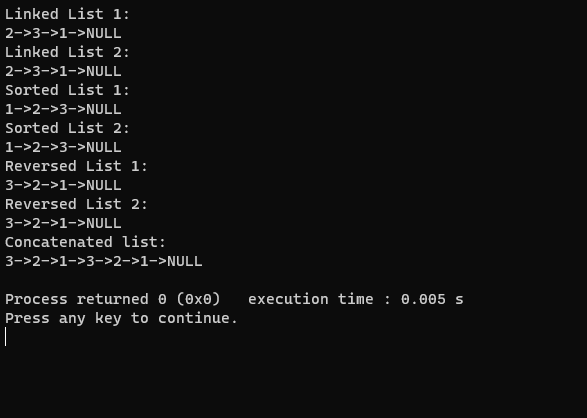 Linked List 1:
2->3->1->NULL
Linked List 2:
2->3->1->NULL
Sorted List 1:
1->2->3->NULL
Sorted List 2:
1->2->3->NULL
Reversed List 1:
3->2->1->NULL
Reversed List 2:
3->2->1->NULL
Concatenated list:
3->2->1->3->2->1->NULL
Process returned 0 (0x0)   execution time : 0.005 s
Press any key to continue.